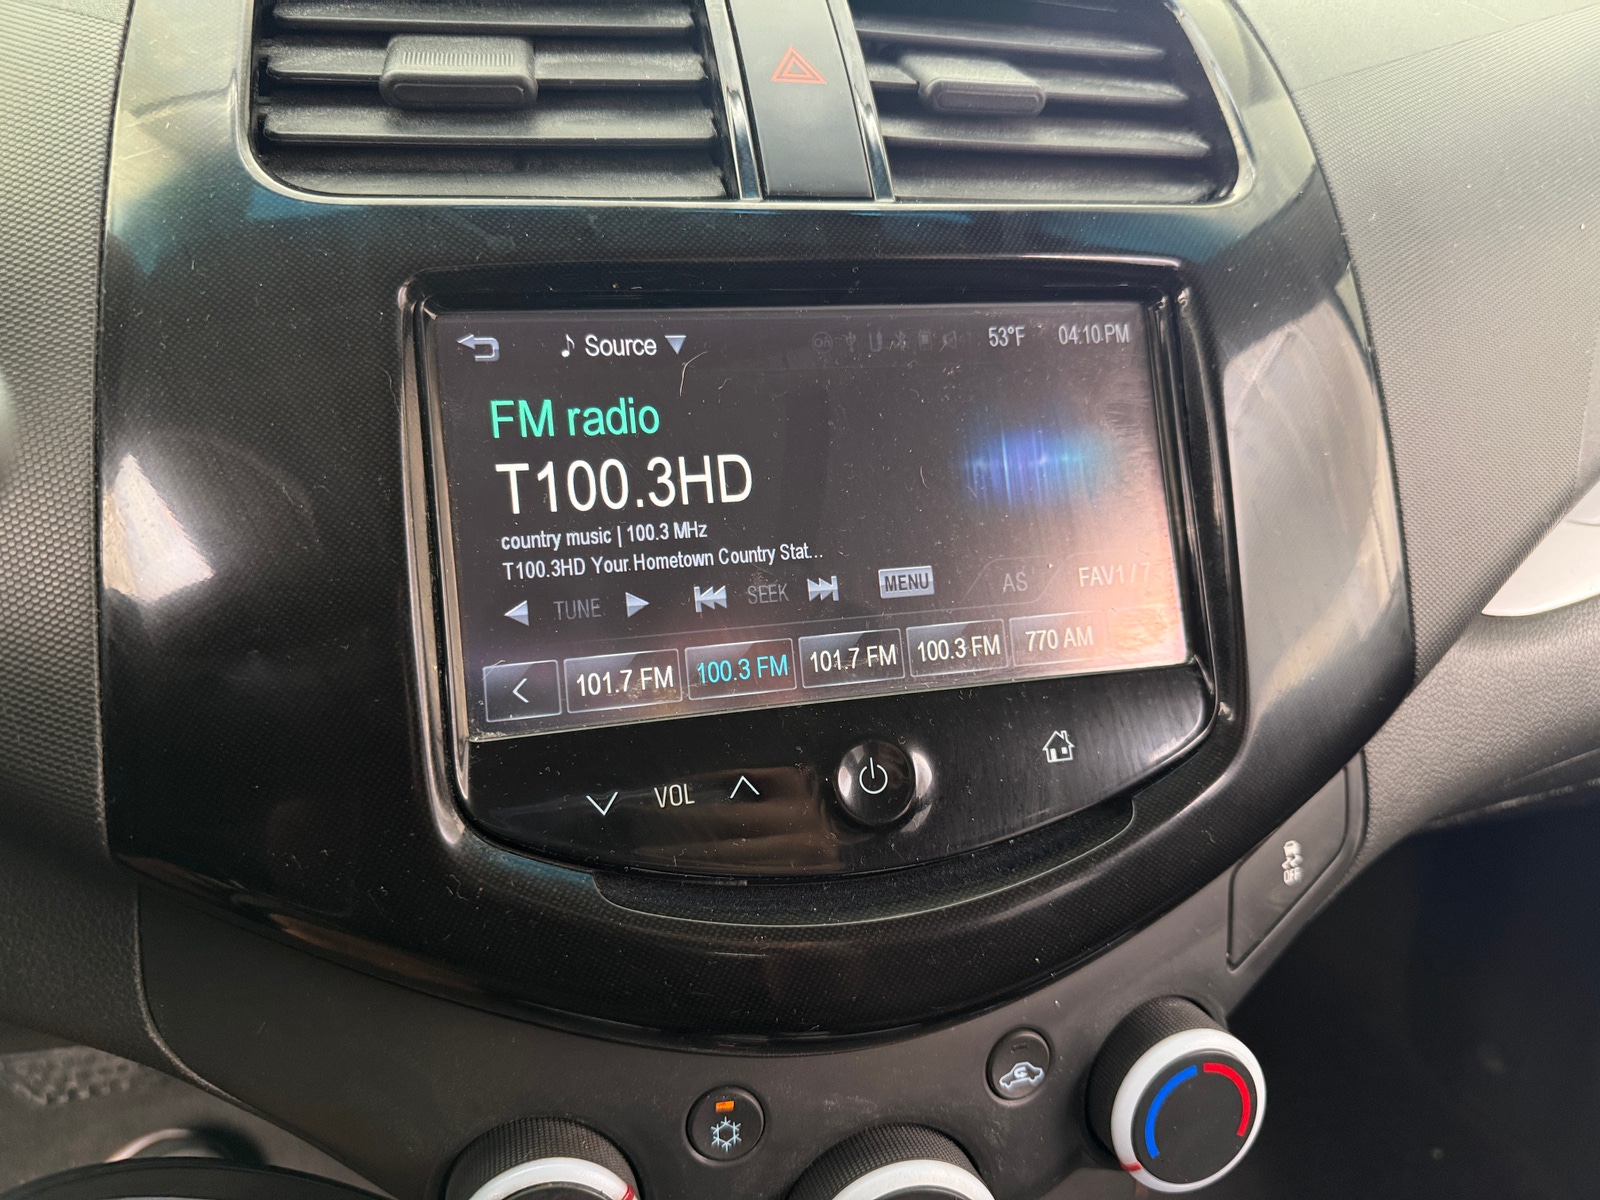 Source 53°F 04:10 PM
FM radio
T100.3HD
country music | 100.3 MHz
T100.3HD Your Hometown Country Stat...
TUNE SEEK MENU AS FAV1 / 7
101.7 FM 100.3 FM 101.7 FM 100.3 FM 770 AM
VOL
OFF